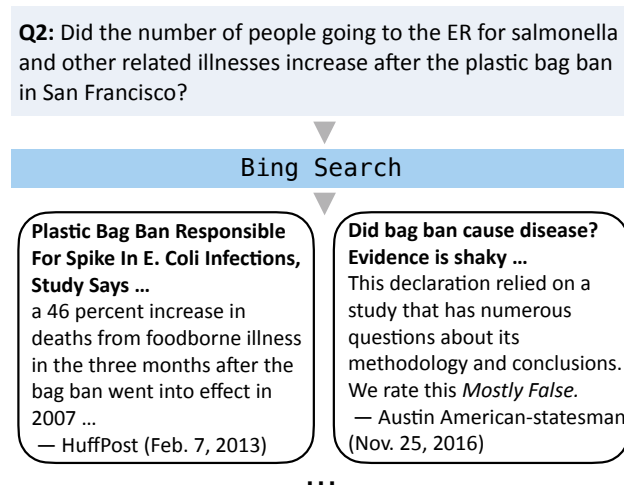 Q2: Did the number of people going to the ER for salmonella
and other related illnesses increase after the plastic bag ban
in San Francisco?
Bing Search
Plastic Bag Ban Responsible
For Spike In E. Coli Infections,
Study Says ...
a 46 percent increase in
deaths from foodborne illness
in the three months after the
bag ban went into effect in
2007 ...
— HuffPost (Feb. 7, 2013)
Did bag ban cause disease?
Evidence is shaky ...
This declaration relied on a
study that has numerous
questions about its
methodology and conclusions.
We rate this Mostly False.
— Austin American-statesman
(Nov. 25, 2016)
...